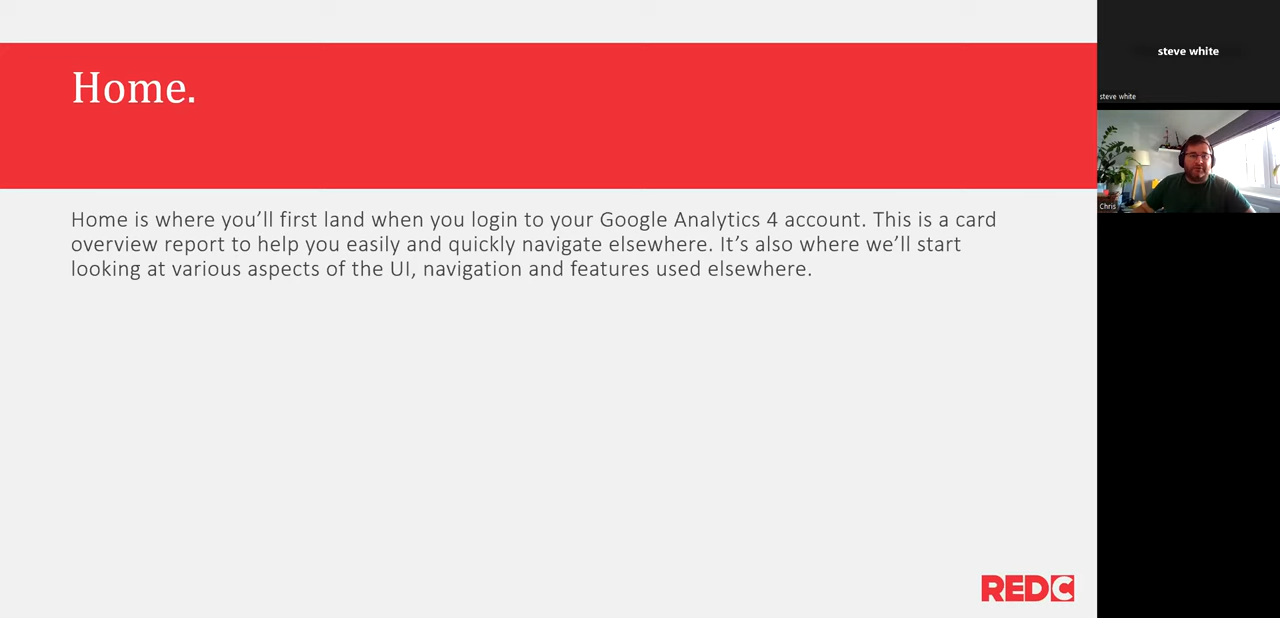 Home.
Home is where you’ll first land when you login to your Google Analytics 4 account. This is a card
overview report to help you easily and quickly navigate elsewhere. It’s also where we’ll start
looking at various aspects of the UI, navigation and features used elsewhere.
REDC
steve white
steve white
Chris